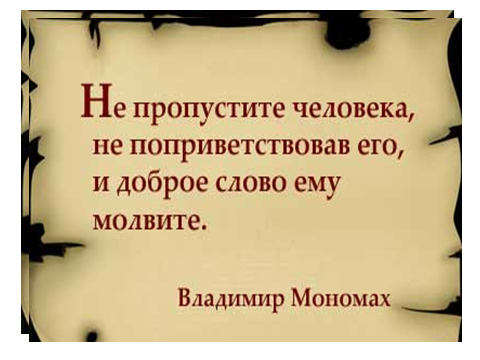 Не пропустите человека,
не поприветствовав его,
и доброе слово ему
молвите.
Владимир Мономах